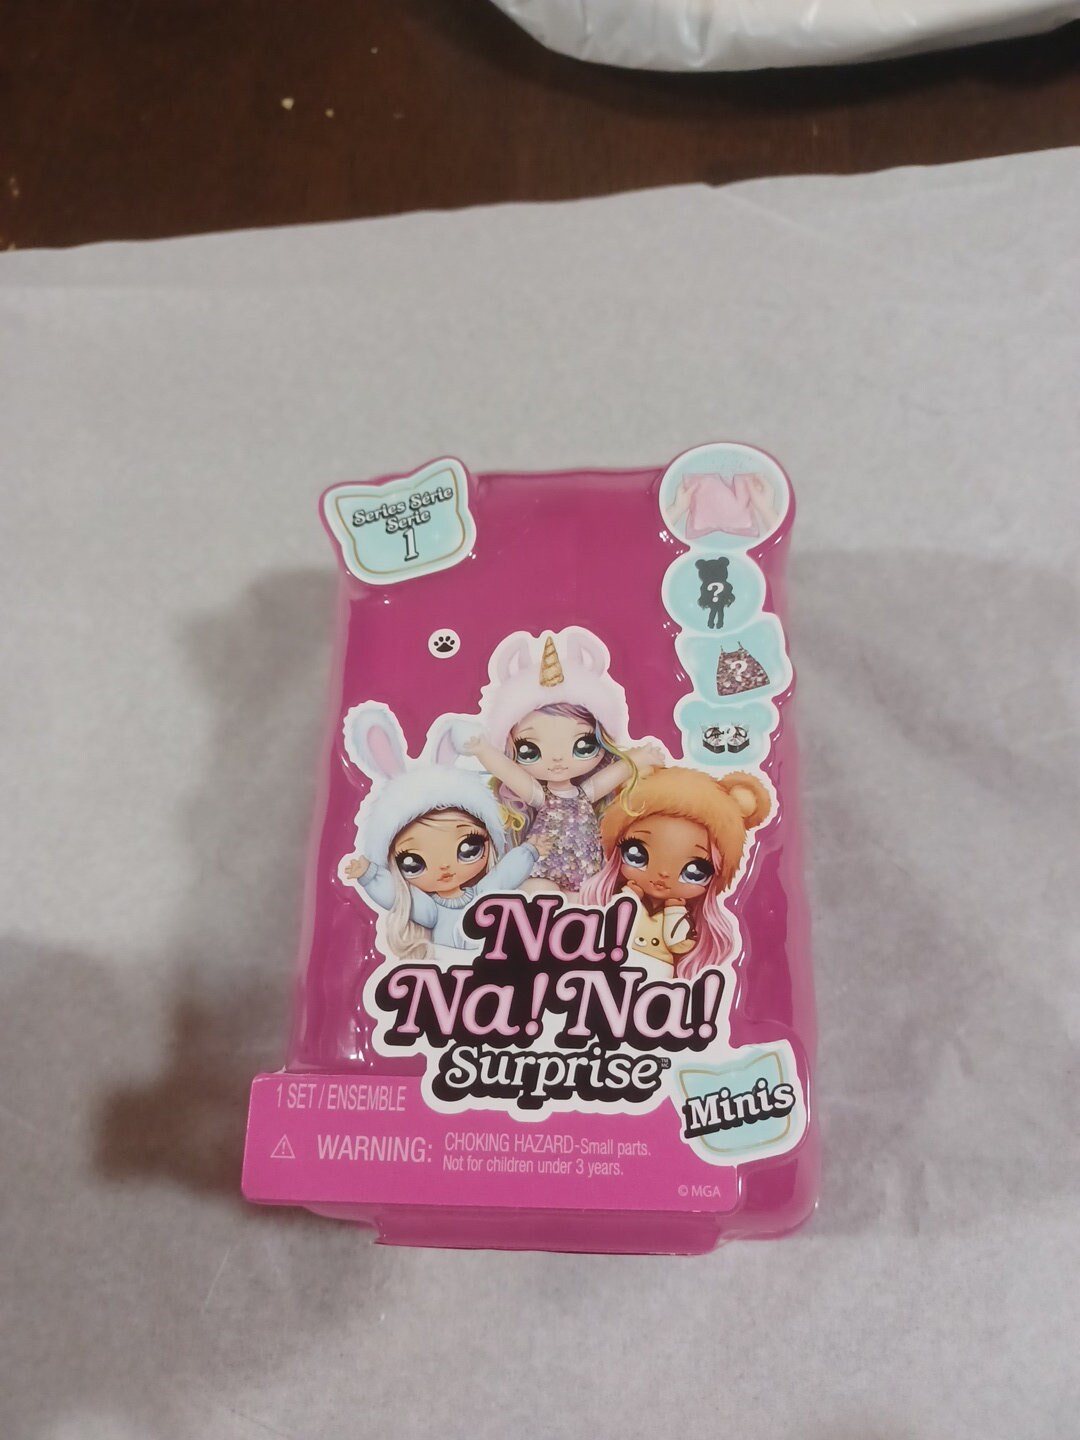 Series Série
Serie
1
?
?
?
Na!
Na! Na!
Surprise™
MC
Minis
1 SET / ENSEMBLE
WARNING: CHOKING HAZARD-Small parts.
Not for children under 3 years.
© MGA